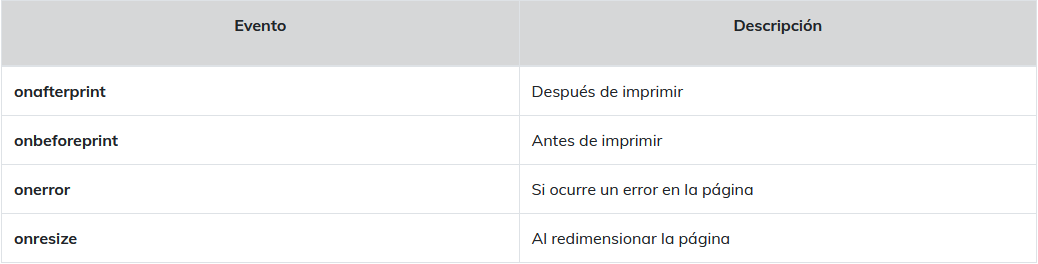 Evento Descripción
onafterprint Después de imprimir
onbeforeprint Antes de imprimir
onerror Si ocurre un error en la página
onresize Al redimensionar la página